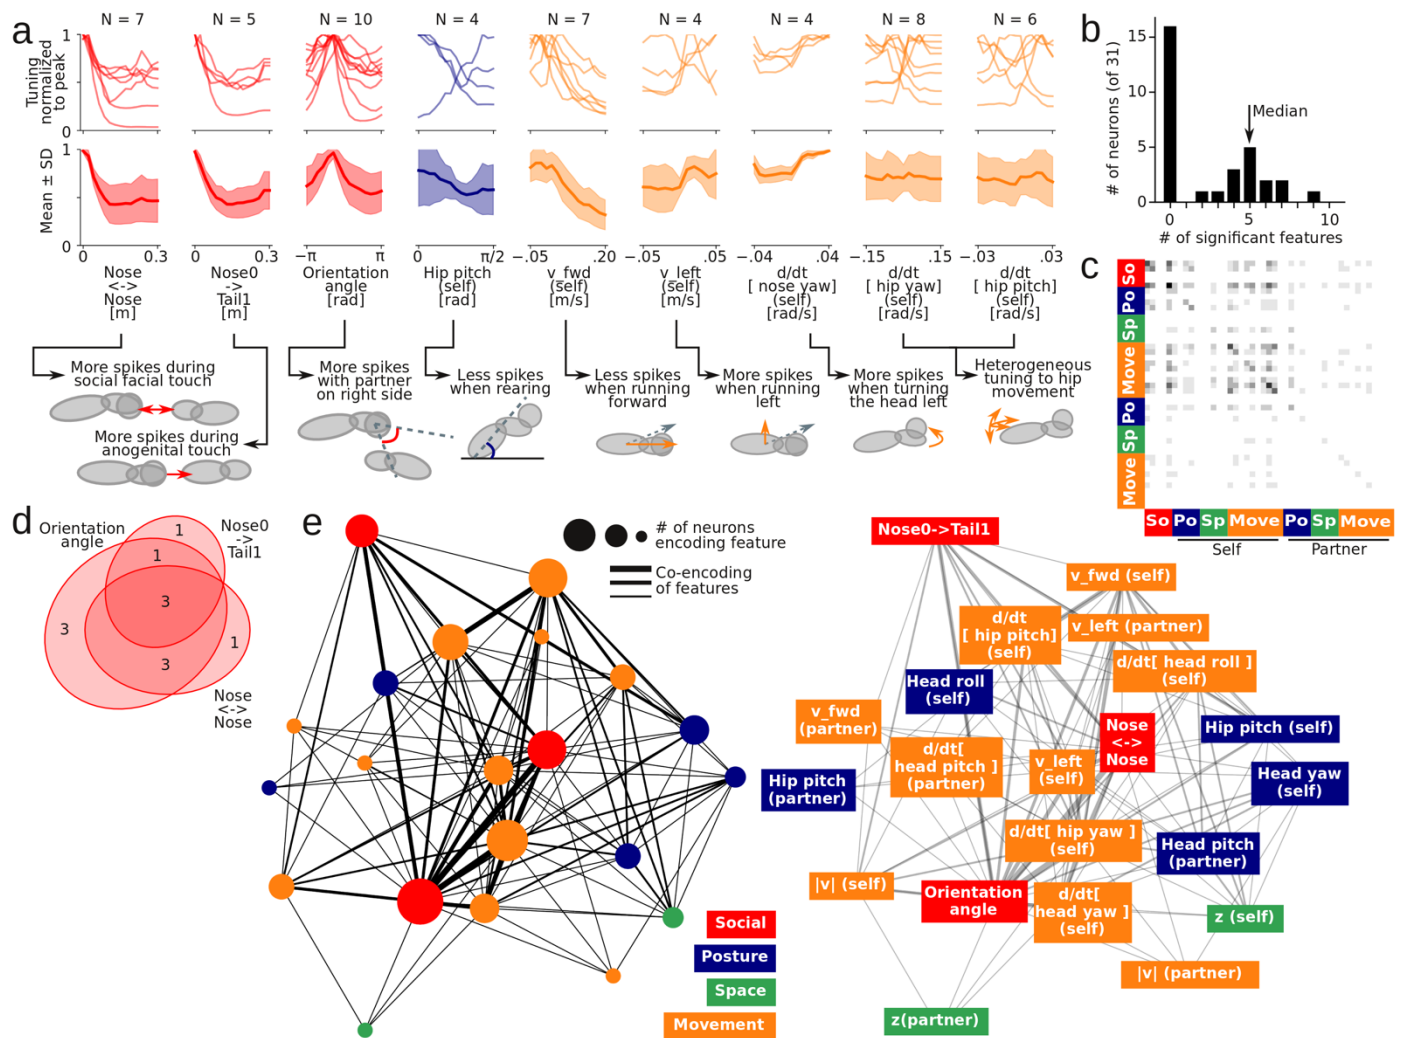 a
N = 7
N = 5
N = 10
N = 4
N = 7
N = 4
N = 4
N = 8
N = 6
Tuning
normalized
to peak
1
0
Mean ± SD
1
0
0
0.3
0
0.3
−π
π
0
π/2
−.05
.20
−.05
.05
−.04
.04
−.15
.15
−.03
.03
Nose
<->
Nose
[m]
Nose0
->
Tail1
[m]
Orientation
angle
[rad]
Hip pitch
(self)
[rad]
v_fwd
(self)
[m/s]
v_left
(self)
[m/s]
d/dt
[ nose yaw]
(self)
[rad/s]
d/dt
[ hip yaw]
(self)
[rad/s]
d/dt
[ hip pitch]
(self)
[rad/s]
More spikes during
social facial touch
More spikes during
anogenital touch
More spikes
with partner
on right side
Less spikes
when rearing
Less spikes
when running
forward
More spikes
when running
left
More spikes
when turning
the head left
Heterogeneous
tuning to hip
movement
b
# of neurons (of 31)
15
10
5
0
Median
0
5
10
# of significant features
c
So
Po
Sp
Move
Po
Sp
Move
So
Po
Sp
Move
Po
Sp
Move
Self
Partner
d
Orientation
angle
Nose0
->
Tail1
Nose
<->
Nose
1
1
3
3
1
3
e
# of neurons
encoding feature
Co-encoding
of features
Social
Posture
Space
Movement
Nose0->Tail1
v_fwd (self)
d/dt
[ hip pitch]
(self)
v_left (partner)
d/dt[ head roll ]
(self)
Head roll
(self)
v_fwd
(partner)
Nose
<->
Nose
Hip pitch (self)
d/dt[
head pitch ]
(partner)
v_left
(self)
Hip pitch
(partner)
Head yaw
(self)
d/dt[ hip yaw ]
(self)
Head pitch
(partner)
|v| (self)
Orientation
angle
d/dt[
head yaw ]
(self)
z (self)
|v| (partner)
z(partner)